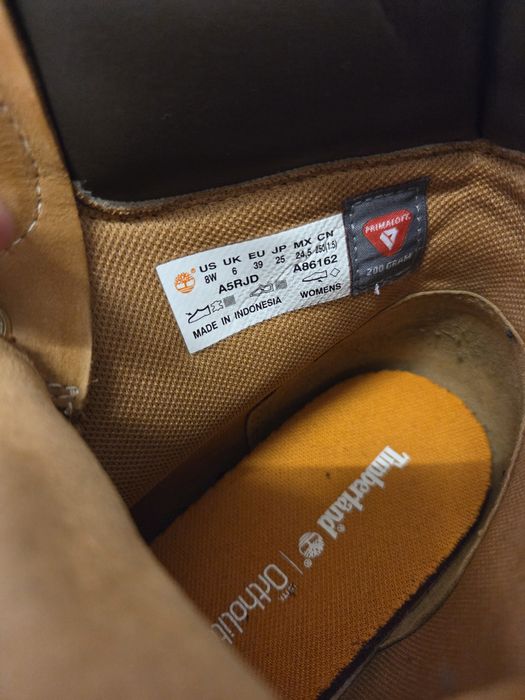 US UK EU JP MX CN
8W 6 39 25 24,5 250(1.5)
A5RJD A86162
WOMENS
MADE IN INDONESIA
PRIMALOFT
200 GRAM
Timberland
OrthoLite